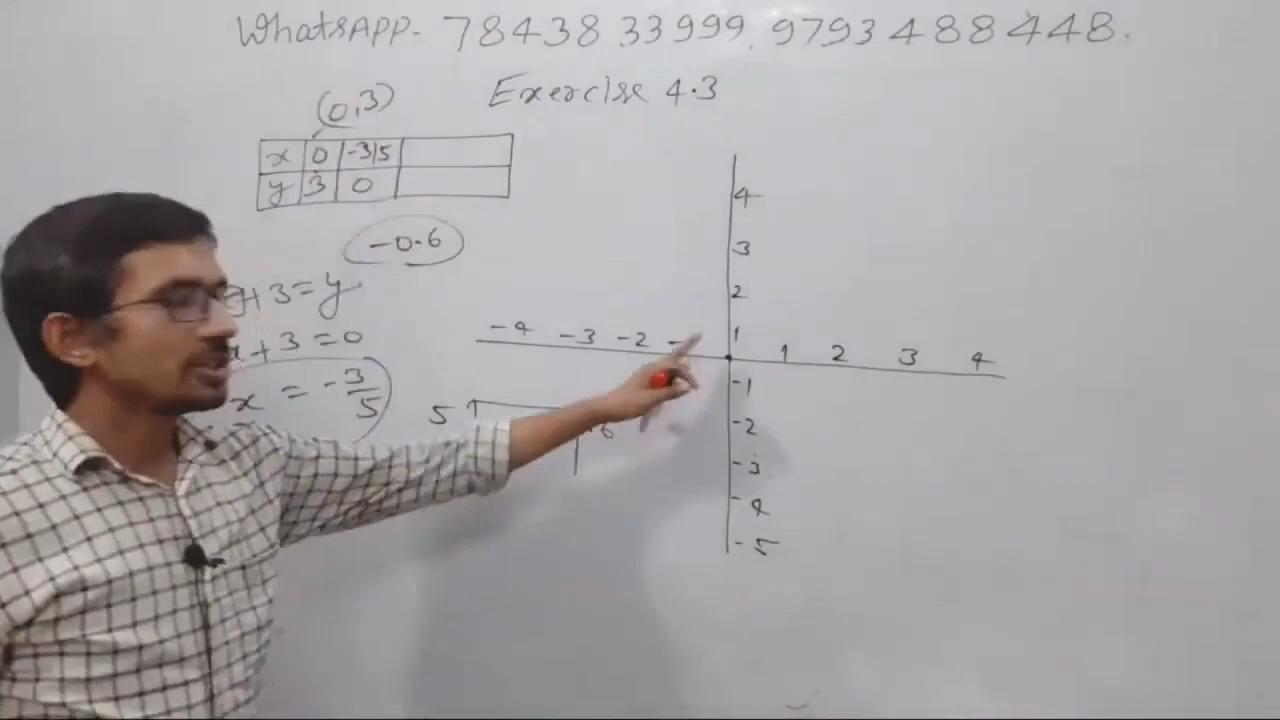 WhatsAPP- 78438 33999, 9793488448.
Exercise 4.3
(0,3)
x 0 -3/5
y 3 0
-0.6
+3=y
x+3=0
x = -3/5
5
6
4
3
2
1
-4 -3 -2
1 2 3 4
-1
-2
-3
-4
-5